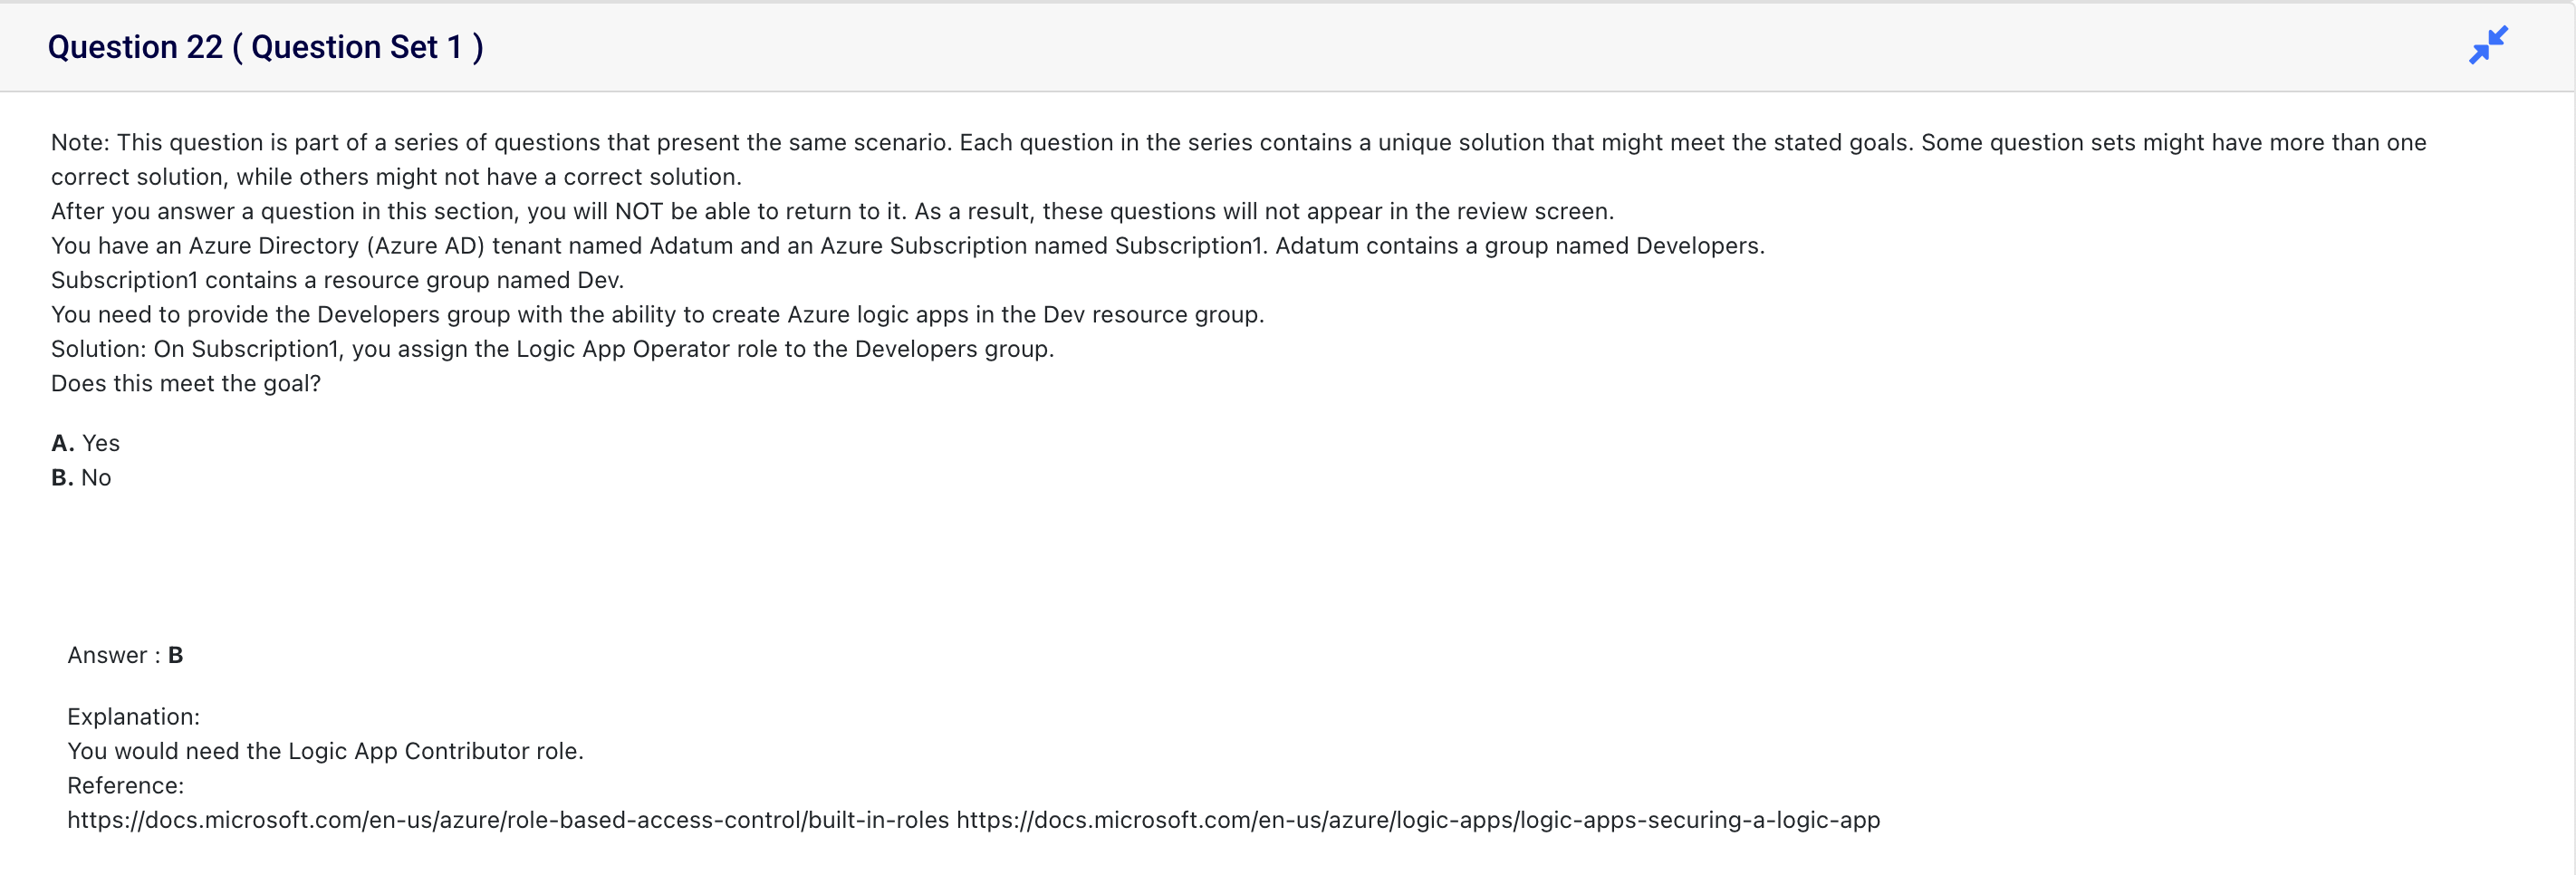 Question 22 ( Question Set 1 )
Note: This question is part of a series of questions that present the same scenario. Each question in the series contains a unique solution that might meet the stated goals. Some question sets might have more than one
correct solution, while others might not have a correct solution.
After you answer a question in this section, you will NOT be able to return to it. As a result, these questions will not appear in the review screen.
You have an Azure Directory (Azure AD) tenant named Adatum and an Azure Subscription named Subscription1. Adatum contains a group named Developers.
Subscription1 contains a resource group named Dev.
You need to provide the Developers group with the ability to create Azure logic apps in the Dev resource group.
Solution: On Subscription1, you assign the Logic App Operator role to the Developers group.
Does this meet the goal?
A. Yes
B. No
Answer : B
Explanation:
You would need the Logic App Contributor role.
Reference:
https://docs.microsoft.com/en-us/azure/role-based-access-control/built-in-roles https://docs.microsoft.com/en-us/azure/logic-apps/logic-apps-securing-a-logic-app